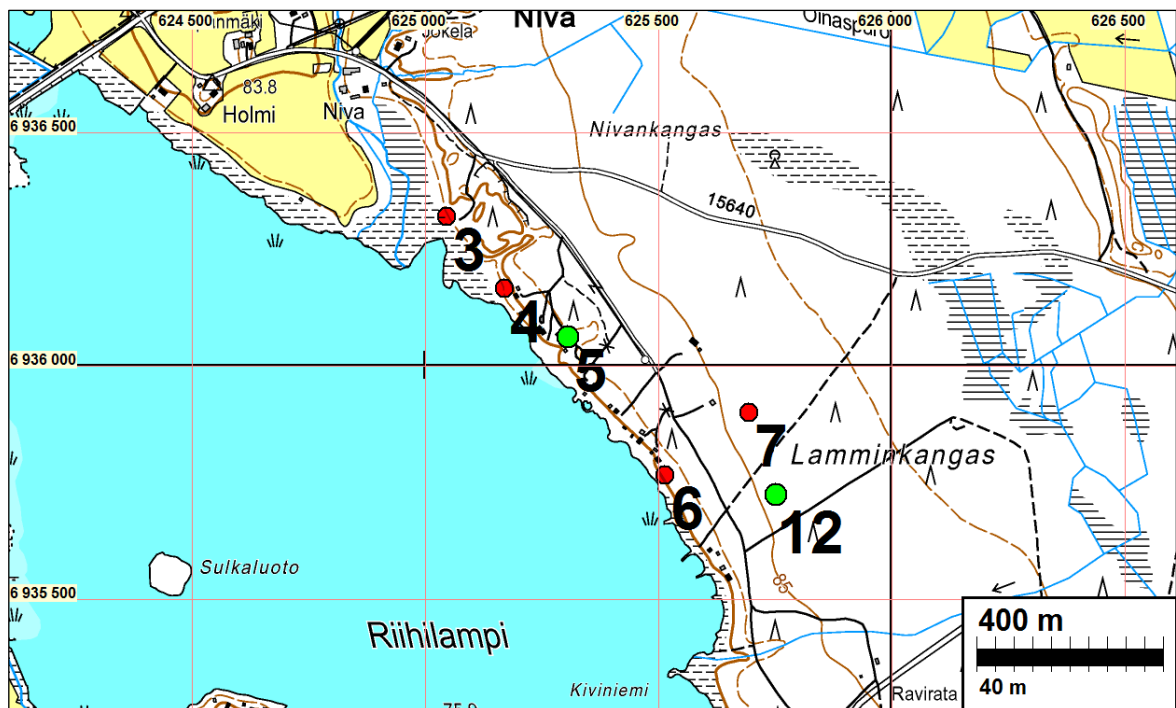 624 500
625 000
625 500
626 000
626 500
Niva
Jokela
83.8
Holmi
Niva
6 936 500
Nivankangas
15640
3
4
5
6 936 000
7
Lamminkangas
6
12
Sulkaluoto
85
6 935 500
400 m
Riihilampi
40 m
Kiviniemi
Ravirata
75.9